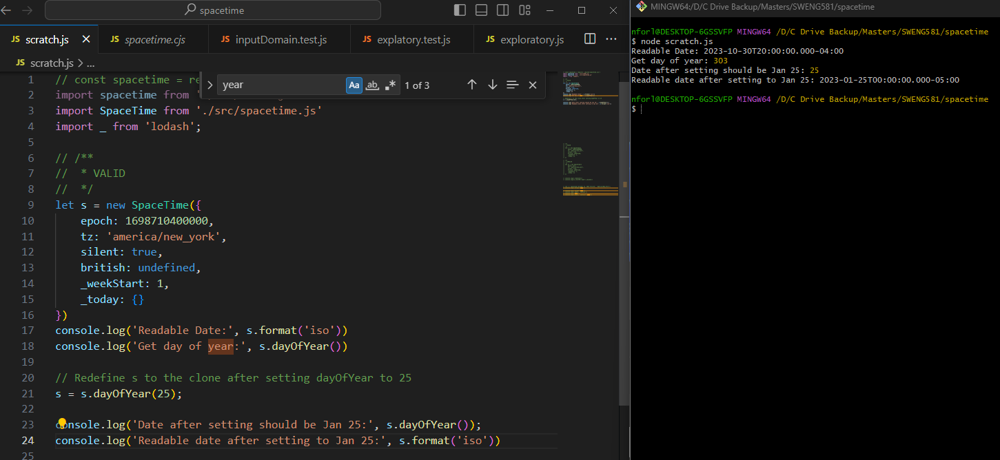 spacetime
JS scratch.js
JS spacetime.cjs
JS inputDomain.test.js
JS explatory.test.js
JS exploratory.js
JS scratch.js > ...
year
Aa
ab
1 of 3
1 // const spacetime = re
2 import spacetime from '
3 import SpaceTime from './src/spacetime.js'
4 import _ from 'lodash';
5
6 // /**
7 //  * VALID
8 //  */
9 let s = new SpaceTime({
10     epoch: 1698710400000,
11     tz: 'america/new_york',
12     silent: true,
13     british: undefined,
14     _weekStart: 1,
15     _today: {}
16 })
17 console.log('Readable Date:', s.format('iso'))
18 console.log('Get day of year:', s.dayOfYear())
19
20 // Redefine s to the clone after setting dayOfYear to 25
21 s = s.dayOfYear(25);
22
23 console.log('Date after setting should be Jan 25:', s.dayOfYear());
24 console.log('Readable date after setting to Jan 25:', s.format('iso'))
25
MINGW64:/D/C Drive Backup/Masters/SWENG581/spacetime
nforl@DESKTOP-6GSSVFP MINGW64 /D/C Drive Backup/Masters/SWENG581/spacetime
$ node scratch.js
Readable Date: 2023-10-30T20:00:00.000-04:00
Get day of year: 303
Date after setting should be Jan 25: 25
Readable date after setting to Jan 25: 2023-01-25T00:00:00.000-05:00
nforl@DESKTOP-6GSSVFP MINGW64 /D/C Drive Backup/Masters/SWENG581/spacetime
$